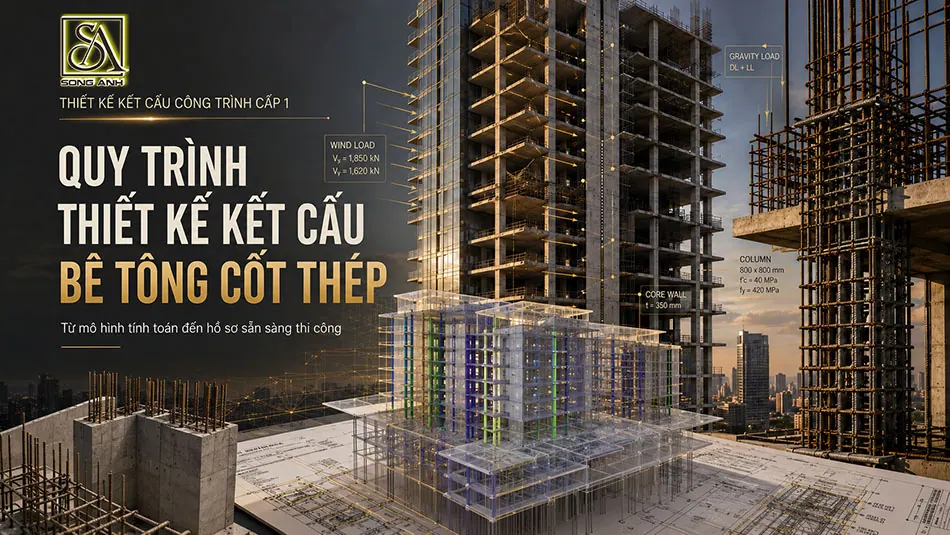 SA
SONG ANH
THIẾT KẾ KẾT CẤU CÔNG TRÌNH CẤP 1
QUY TRÌNH
THIẾT KẾ KẾT CẤU
BÊ TÔNG CỐT THÉP
Từ mô hình tính toán đến hồ sơ sẵn sàng thi công
WIND LOAD
Vy = 1,850 kN
Vy = 1,620 kN
GRAVITY LOAD
DL + LL
COLUMN
800 x 800 mm
f'c = 40 MPa
fy = 420 MPa
CORE WALL
t = 350 mm